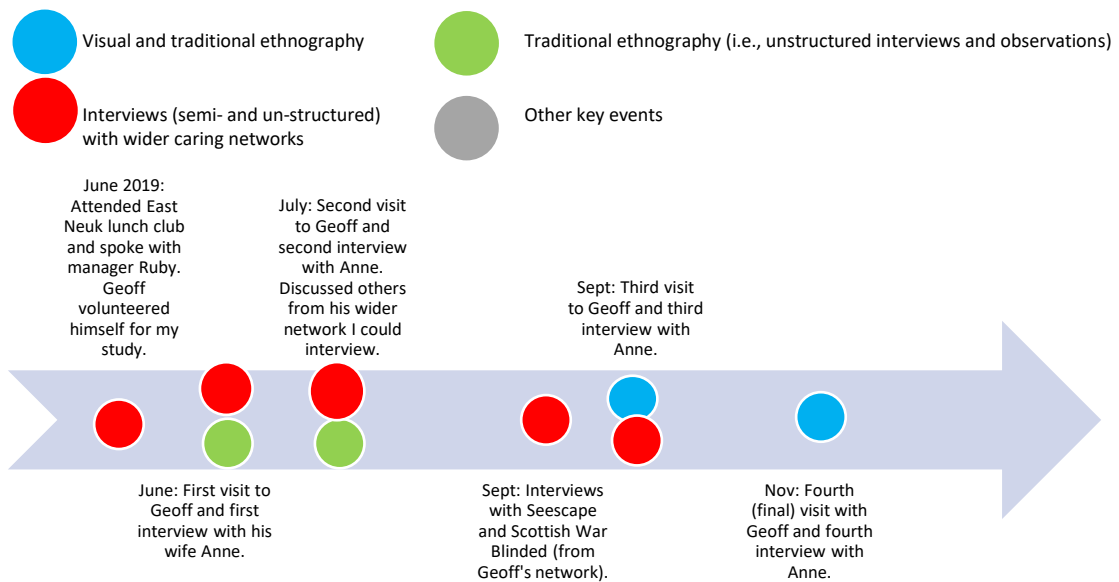 Visual and traditional ethnography
Traditional ethnography (i.e., unstructured interviews and observations)
Interviews (semi- and un-structured)
with wider caring networks
Other key events
June 2019:
Attended East
Neuk lunch club
and spoke with
manager Ruby.
Geoff
volunteered
himself for my
study.
July: Second visit
to Geoff and
second interview
with Anne.
Discussed others
from his wider
network I could
interview.
Sept: Third visit
to Geoff and third
interview with
Anne.
June: First visit to
Geoff and first
interview with his
wife Anne.
Sept: Interviews
with Seescape
and Scottish War
Blinded (from
Geoff's network).
Nov: Fourth
(final) visit with
Geoff and fourth
interview with
Anne.